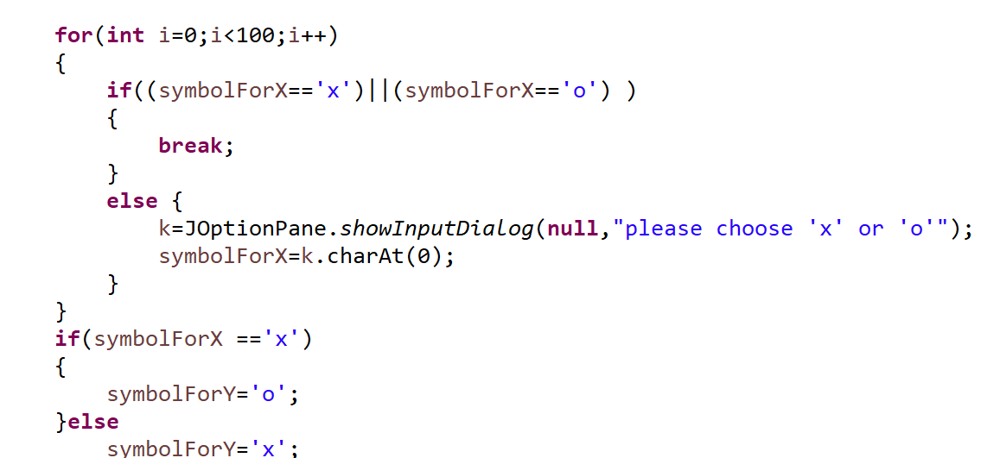 for(int i=0;i<100;i++)
{
if((symbolForX=='x')||(symbolForX=='o') )
{
break;
}
else {
k=JOptionPane.showInputDialog(null,"please choose 'x' or 'o'");
symbolForX=k.charAt(0);
}
}
if(symbolForX =='x')
{
symbolForY='o';
}else
symbolForY='x';